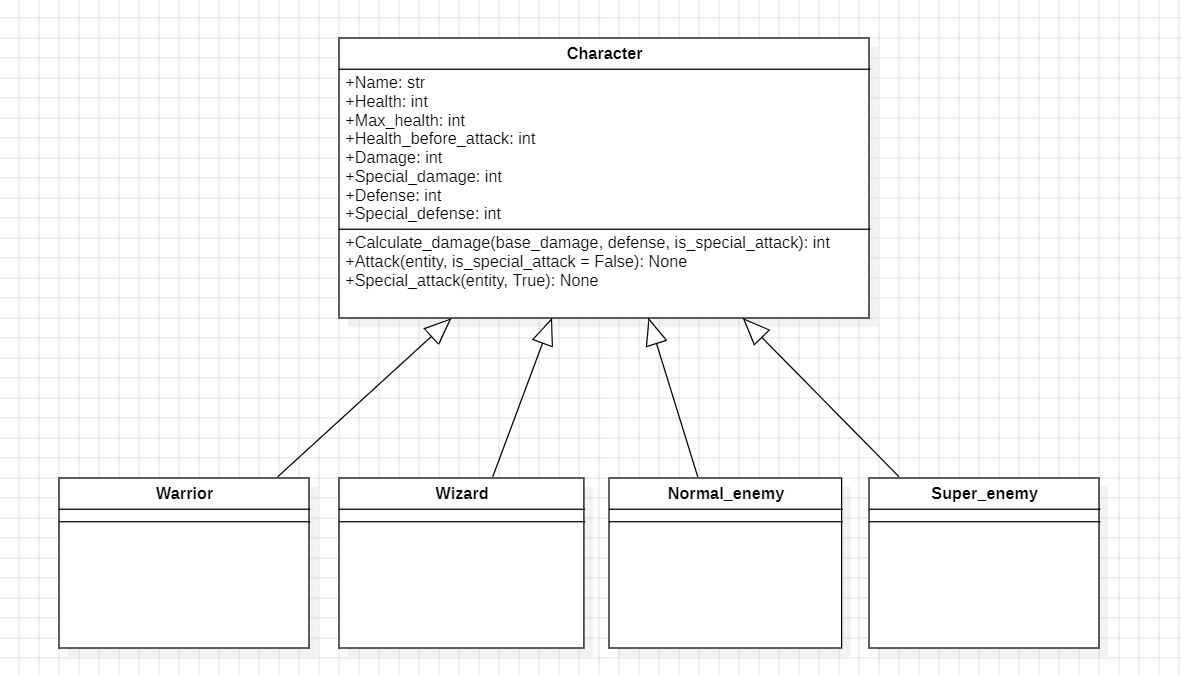 Character
+Name: str
+Health: int
+Max_health: int
+Health_before_attack: int
+Damage: int
+Special_damage: int
+Defense: int
+Special_defense: int
+Calculate_damage(base_damage, defense, is_special_attack): int
+Attack(entity, is_special_attack = False): None
+Special_attack(entity, True): None
Warrior
Wizard
Normal_enemy
Super_enemy